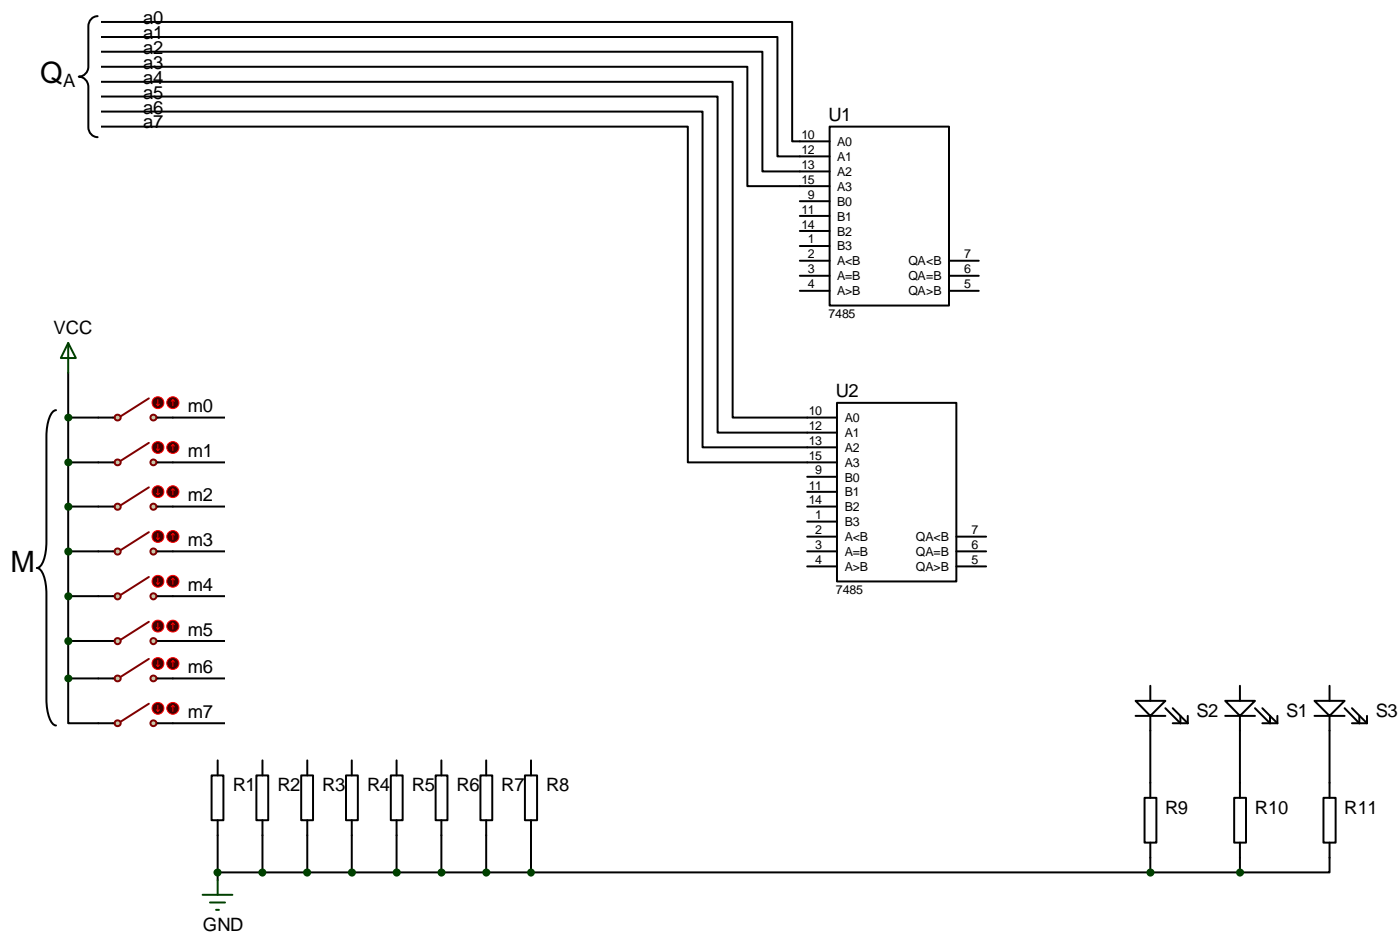 a0
a1
a2
a3
QA
a4
a5
a6
a7
U1
10 A0
12 A1
13 A2
15 A3
9 B0
11 B1
14 B2
1 B3
2 A<B QA<B 7
3 A=B QA=B 6
4 A>B QA>B 5
7485
VCC
U2
10 A0
12 A1
13 A2
15 A3
9 B0
11 B1
14 B2
1 B3
2 A<B QA<B 7
3 A=B QA=B 6
4 A>B QA>B 5
7485
m0
m1
m2
m3
M
m4
m5
m6
m7
S2 S1 S3
R1 R2 R3 R4 R5 R6 R7 R8
R9 R10 R11
GND